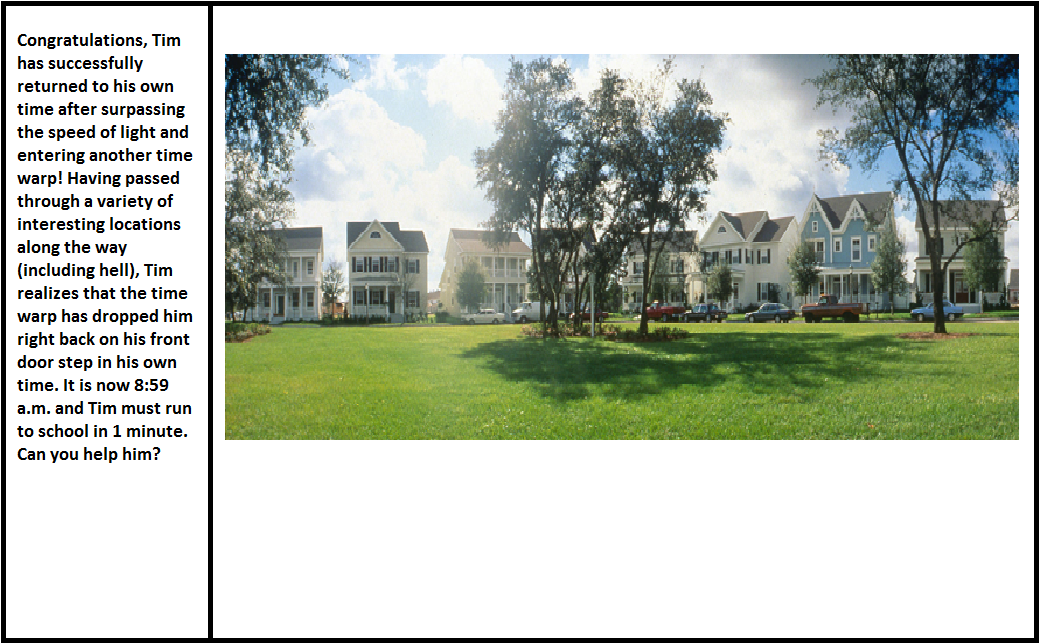 Congratulations, Tim
has successfully
returned to his own
time after surpassing
the speed of light and
entering another time
warp! Having passed
through a variety of
interesting locations
along the way
(including hell), Tim
realizes that the time
warp has dropped him
right back on his front
door step in his own
time. It is now 8:59
a.m. and Tim must run
to school in 1 minute.
Can you help him?